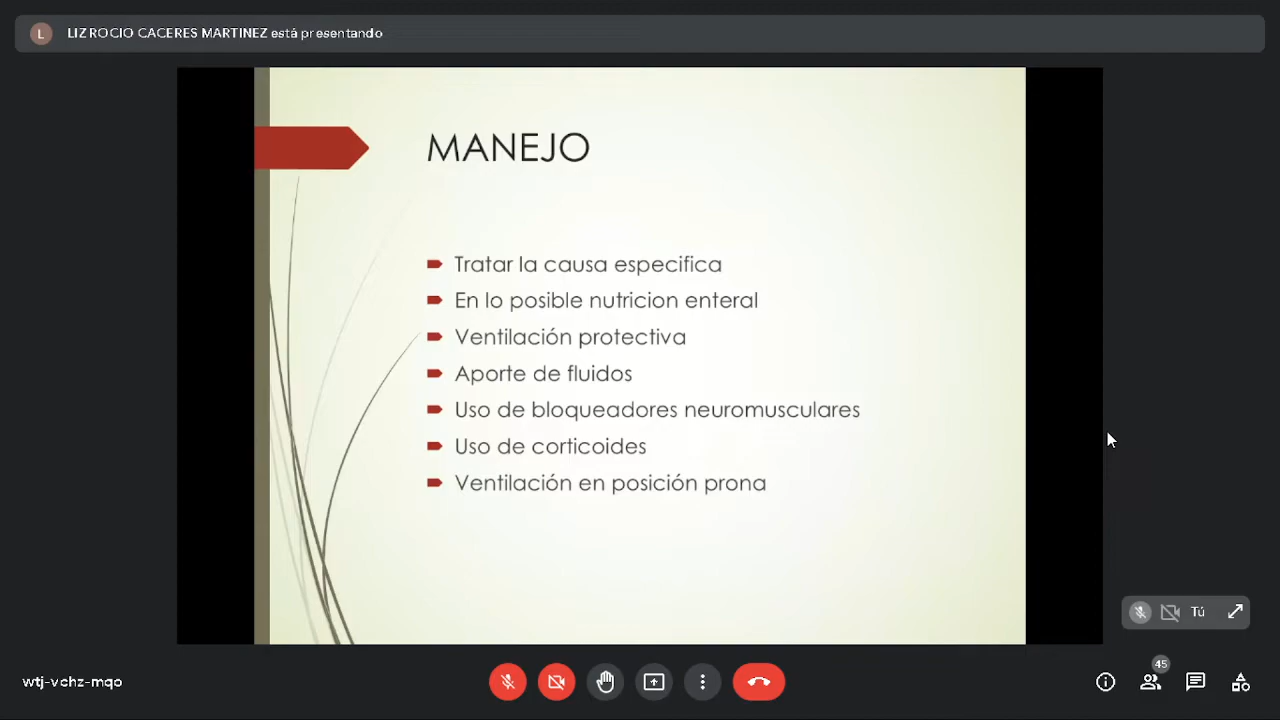 L
LIZ ROCIO CACERES MARTINEZ está presentando
MANEJO
Tratar la causa especifica
En lo posible nutricion enteral
Ventilación protectiva
Aporte de fluidos
Uso de bloqueadores neuromusculares
Uso de corticoides
Ventilación en posición prona
Tú
wtj-vchz-mqo
45